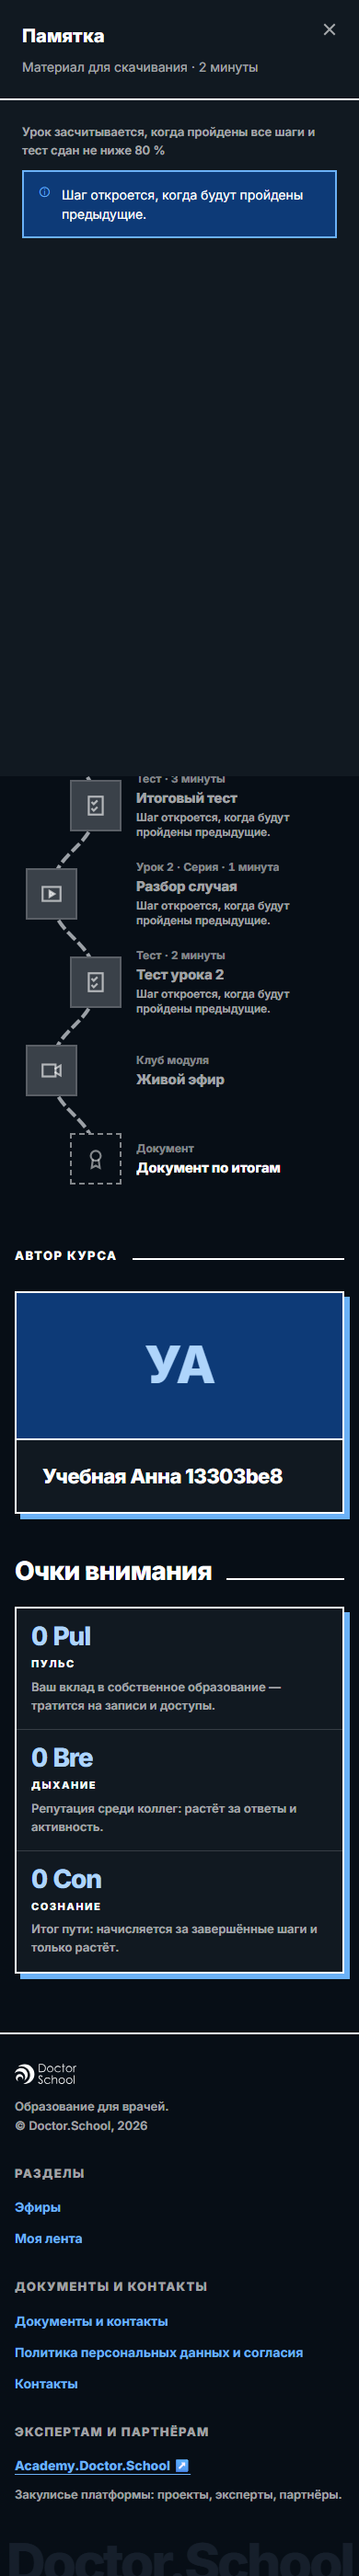 Памятка
Материал для скачивания · 2 минуты
Урок засчитывается, когда пройдены все шаги и
тест сдан не ниже 80 %
Шаг откроется, когда будут пройдены
предыдущие.
Тест · 3 минуты
Итоговый тест
Шаг откроется, когда будут
пройдены предыдущие.
Урок 2 · Серия · 1 минута
Разбор случая
Шаг откроется, когда будут
пройдены предыдущие.
Тест · 2 минуты
Тест урока 2
Шаг откроется, когда будут
пройдены предыдущие.
Клуб модуля
Живой эфир
Документ
Документ по итогам
АВТОР КУРСА
УА
Учебная Анна 13303be8
Очки внимания
0 Pul
ПУЛЬС
Ваш вклад в собственное образование —
тратится на записи и доступы.
0 Bre
ДЫХАНИЕ
Репутация среди коллег: растёт за ответы и
активность.
0 Con
СОЗНАНИЕ
Итог пути: начисляется за завершённые шаги и
только растёт.
Doctor
School
Образование для врачей.
© Doctor.School, 2026
РАЗДЕЛЫ
Эфиры
Моя лента
ДОКУМЕНТЫ И КОНТАКТЫ
Документы и контакты
Политика персональных данных и согласия
Контакты
ЭКСПЕРТАМ И ПАРТНЁРАМ
Academy.Doctor.School
Закулисье платформы: проекты, эксперты, партнёры.
Doctor.School